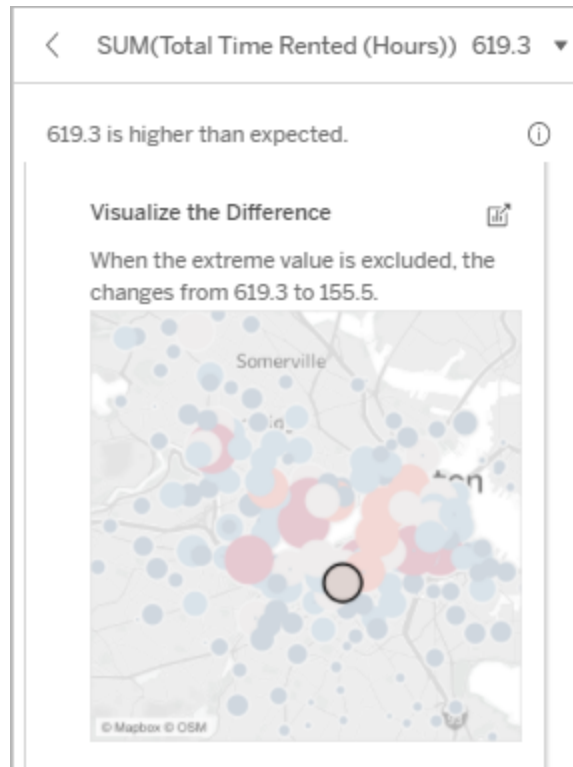 SUM(Total Time Rented (Hours)) 619.3
619.3 is higher than expected.
Visualize the Difference
When the extreme value is excluded, the
changes from 619.3 to 155.5.
Somerville
ton
© Mapbox © OSM